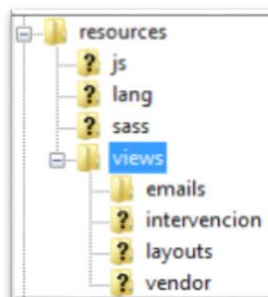 resources
js
lang
sass
views
emails
intervencion
layouts
vendor